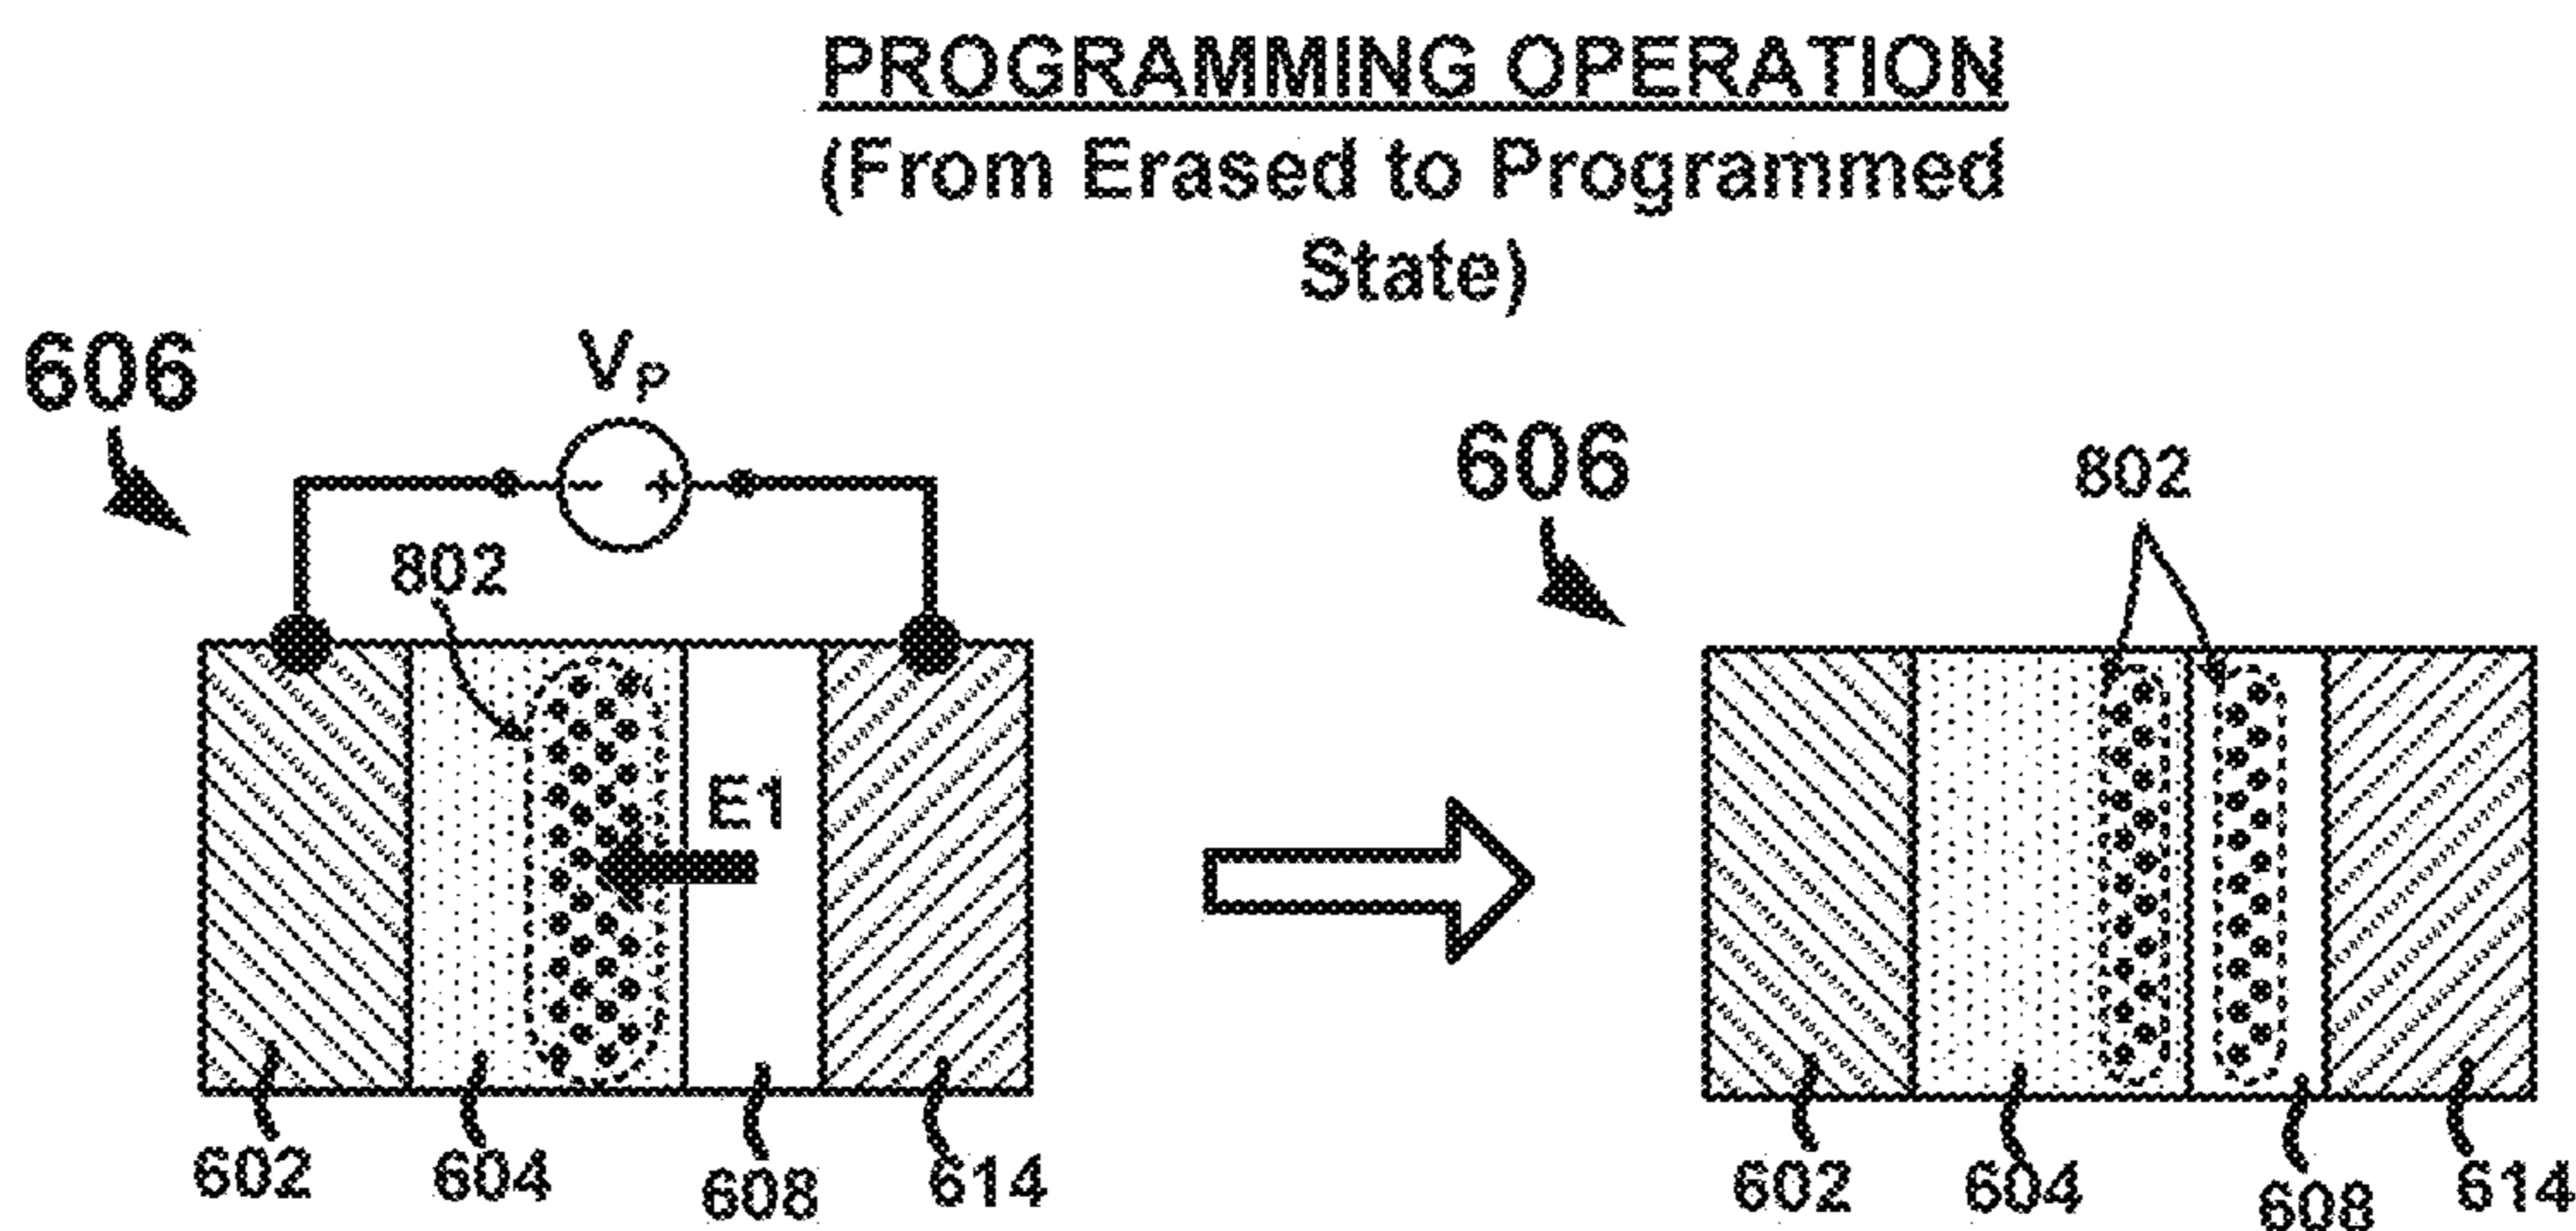 PROGRAMMING OPERATION
(From Erased to Programmed
State)
606
V_P
− +
802
E1
602
604
608
614
606
802
602
604
608
614